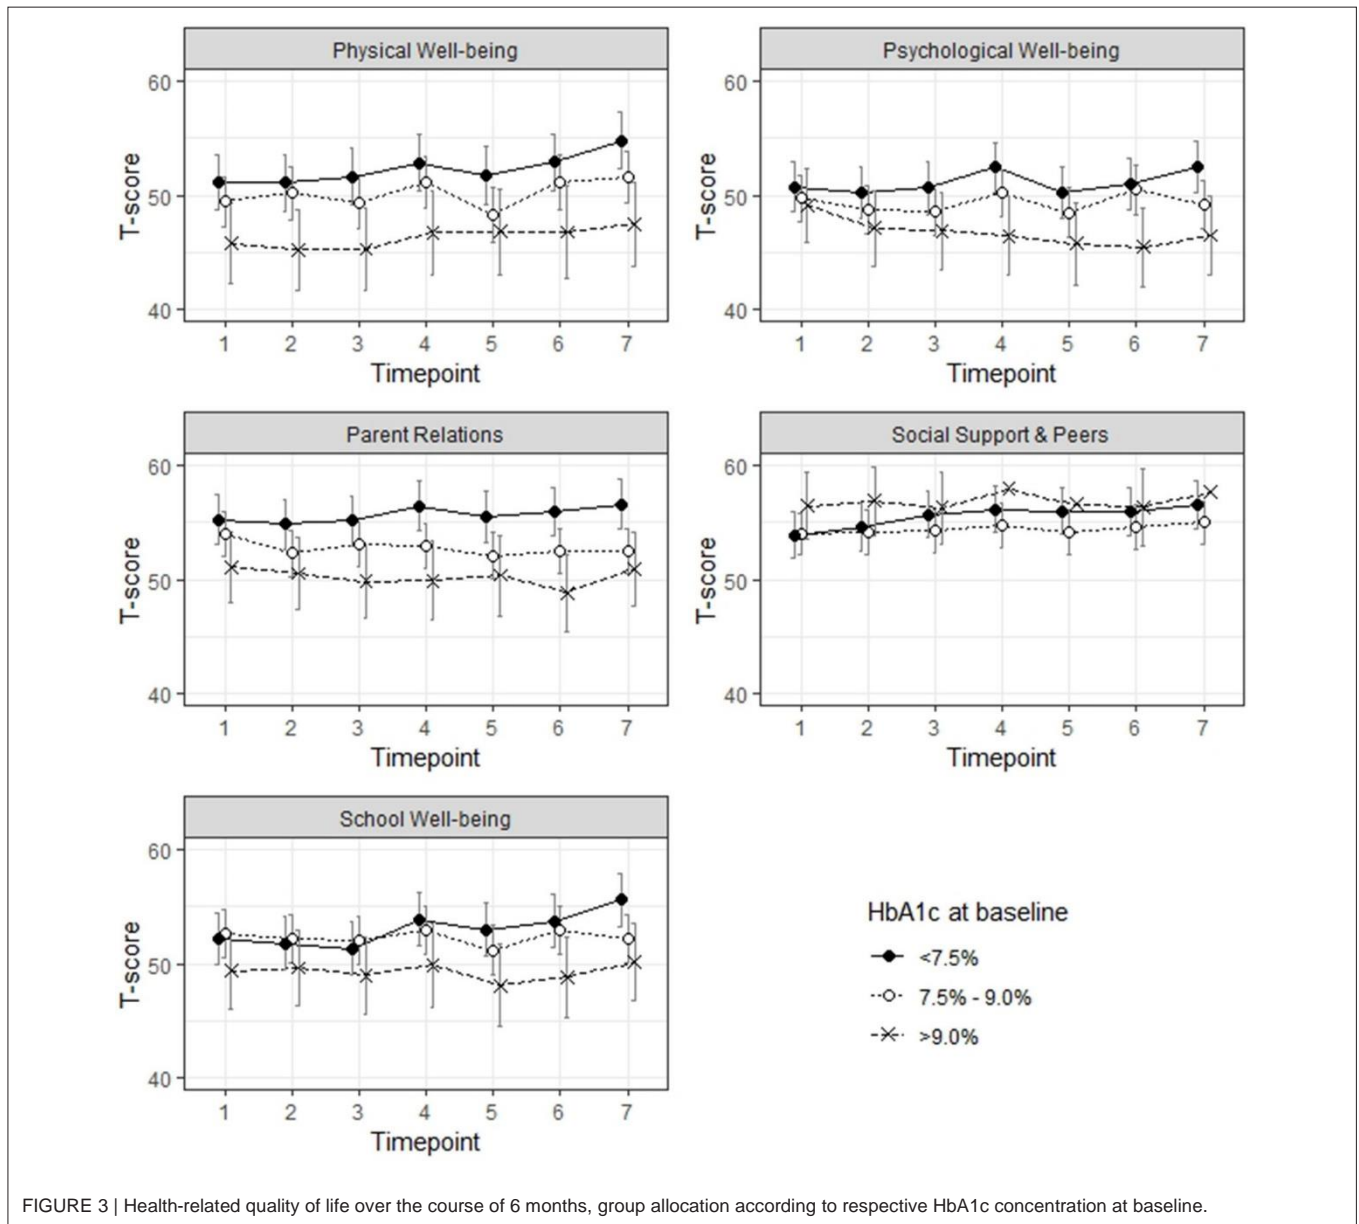 Physical Well-being
60
50
40
T-score
1 2 3 4 5 6 7
Timepoint
Psychological Well-being
60
50
40
T-score
1 2 3 4 5 6 7
Timepoint
Parent Relations
60
50
40
T-score
1 2 3 4 5 6 7
Timepoint
Social Support & Peers
60
50
40
T-score
1 2 3 4 5 6 7
Timepoint
School Well-being
60
50
40
T-score
1 2 3 4 5 6 7
Timepoint
HbA1c at baseline
<7.5%
7.5% - 9.0%
>9.0%
FIGURE 3 | Health-related quality of life over the course of 6 months, group allocation according to respective HbA1c concentration at baseline.